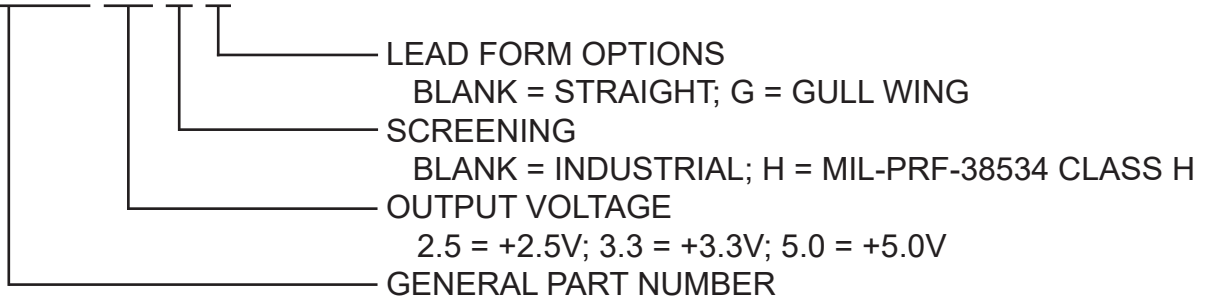 LEAD FORM OPTIONS
BLANK = STRAIGHT; G = GULL WING
SCREENING
BLANK = INDUSTRIAL; H = MIL-PRF-38534 CLASS H
OUTPUT VOLTAGE
2.5 = +2.5V; 3.3 = +3.3V; 5.0 = +5.0V
GENERAL PART NUMBER